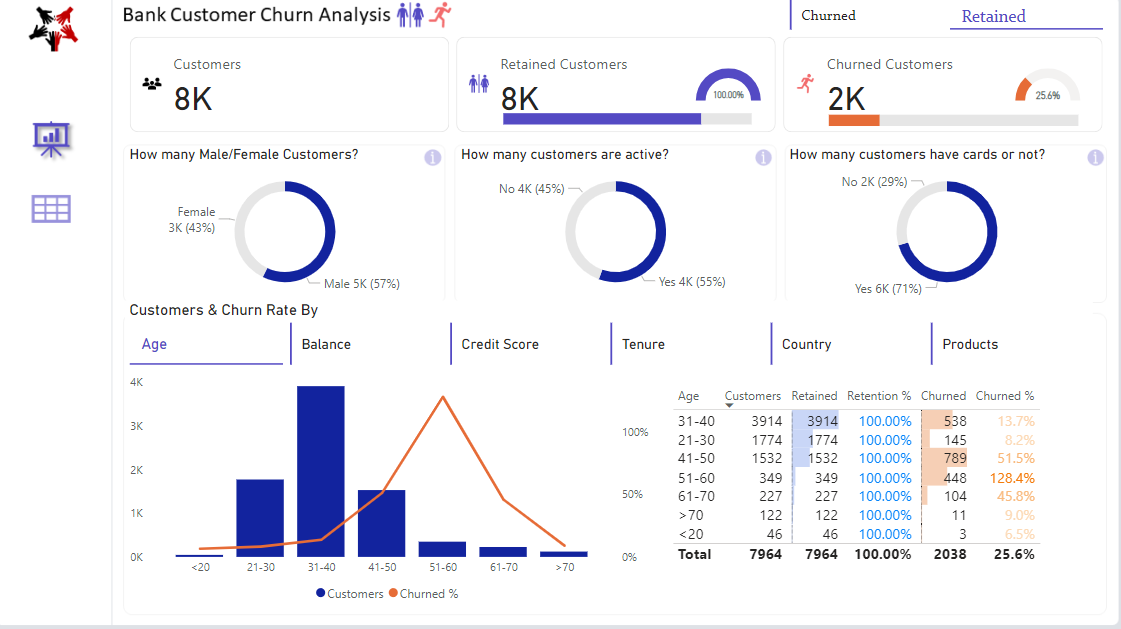 Bank Customer Churn Analysis
Churned
Retained
Customers
8K
Retained Customers
8K
100.00%
Churned Customers
2K
25.6%
How many Male/Female Customers?
Female
3K (43%)
Male 5K (57%)
How many customers are active?
No 4K (45%)
Yes 4K (55%)
How many customers have cards or not?
No 2K (29%)
Yes 6K (71%)
Customers & Churn Rate By
Age
Balance
Credit Score
Tenure
Country
Products
4K
3K
2K
1K
0K
100%
50%
0%
<20 21-30 31-40 41-50 51-60 61-70 >70
Customers Churned %
Age Customers Retained Retention % Churned Churned %
31-40 3914 3914 100.00% 538 13.7%
21-30 1774 1774 100.00% 145 8.2%
41-50 1532 1532 100.00% 789 51.5%
51-60 349 349 100.00% 448 128.4%
61-70 227 227 100.00% 104 45.8%
>70 122 122 100.00% 11 9.0%
<20 46 46 100.00% 3 6.5%
Total 7964 7964 100.00% 2038 25.6%